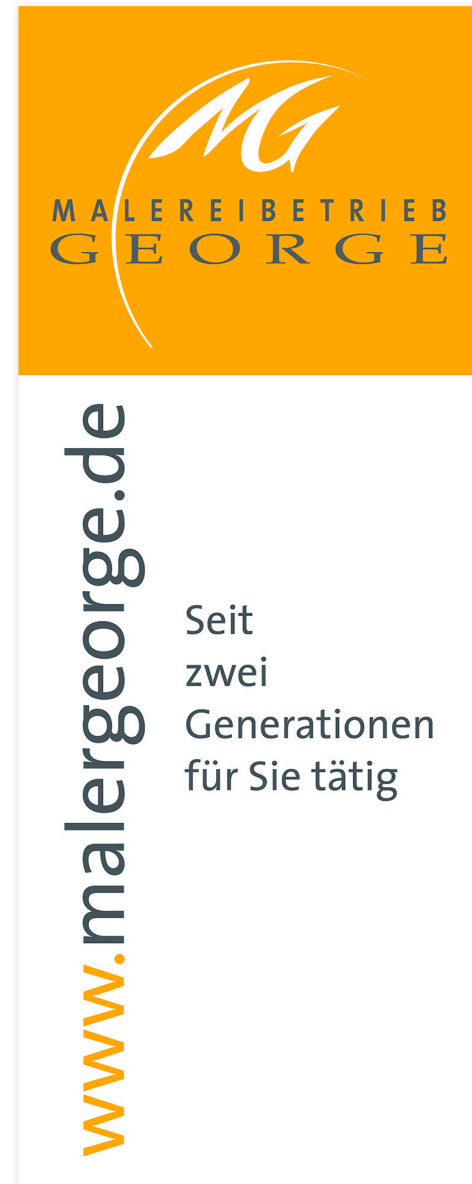 MG
MALEREIBETRIEB
GEORGE
www.malergeorge.de
Seit
zwei
Generationen
für Sie tätig